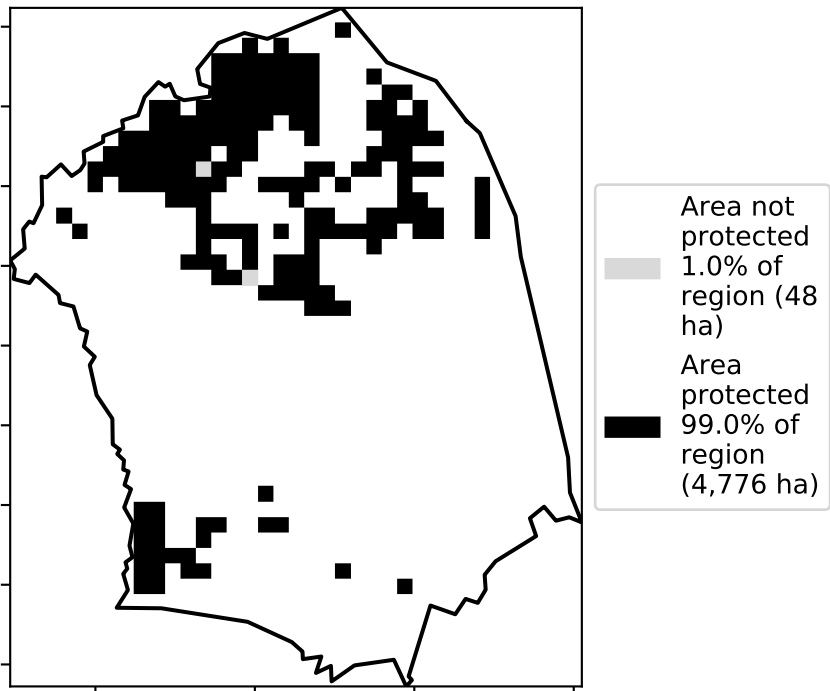 Area not
protected
1.0% of
region (48
ha)
Area
protected
99.0% of
region
(4,776 ha)